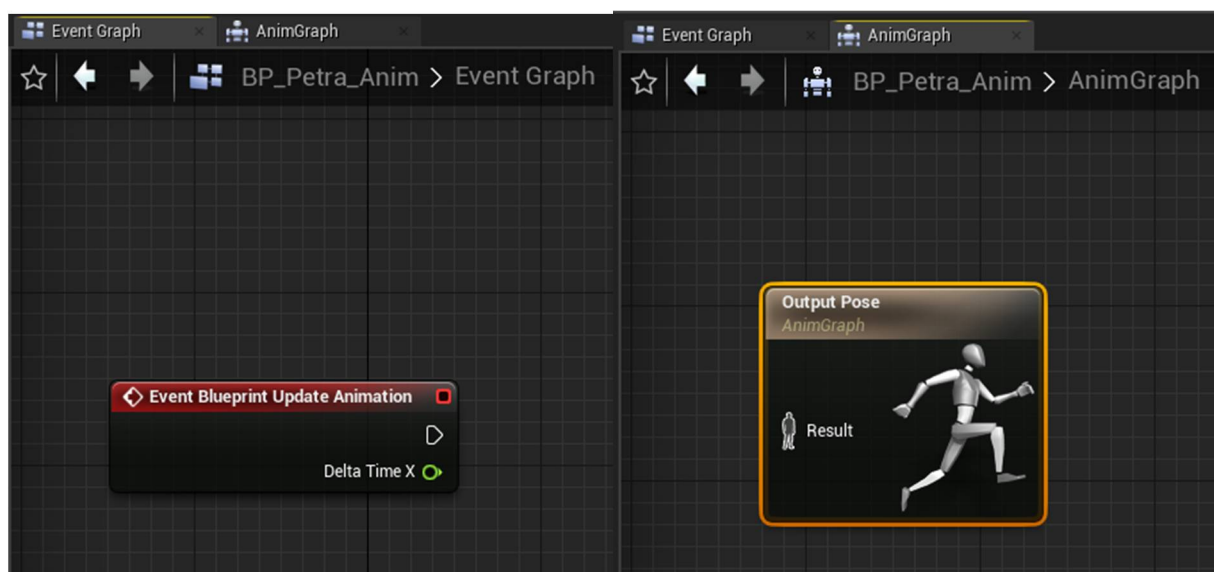 Event Graph
AnimGraph
BP_Petra_Anim > Event Graph
Event Blueprint Update Animation
Delta Time X
Event Graph
AnimGraph
BP_Petra_Anim > AnimGraph
Output Pose
AnimGraph
Result